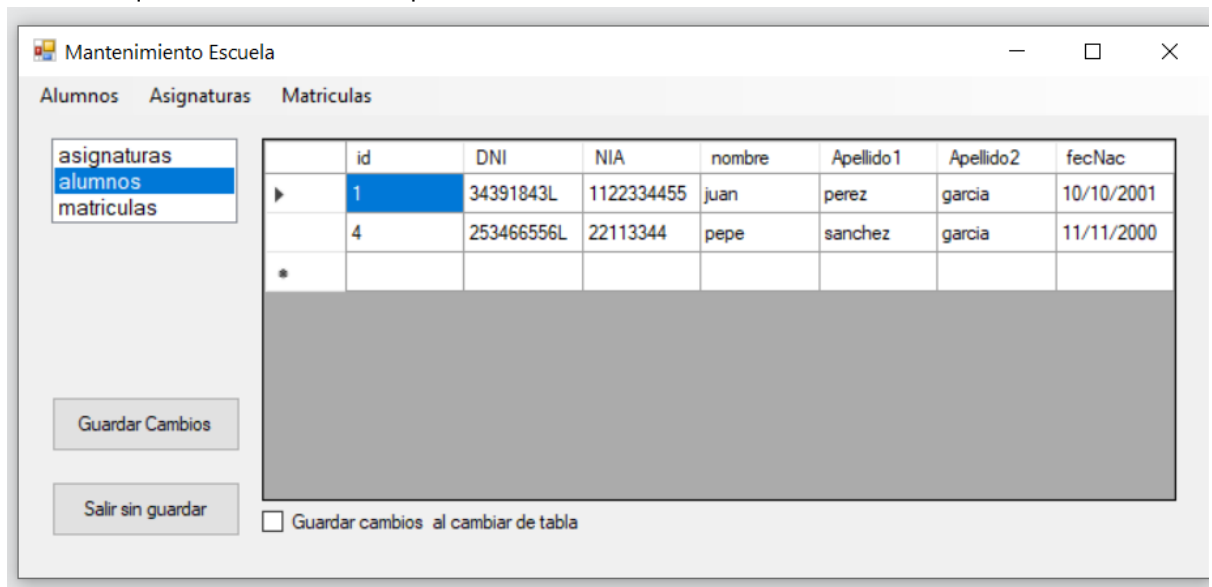 Mantenimiento Escuela
Alumnos Asignaturas Matriculas
asignaturas
alumnos
matriculas
id DNI NIA nombre Apellido1 Apellido2 fecNac
1 34391843L 1122334455 juan perez garcia 10/10/2001
4 253466556L 22113344 pepe sanchez garcia 11/11/2000
Guardar Cambios
Salir sin guardar
Guardar cambios al cambiar de tabla